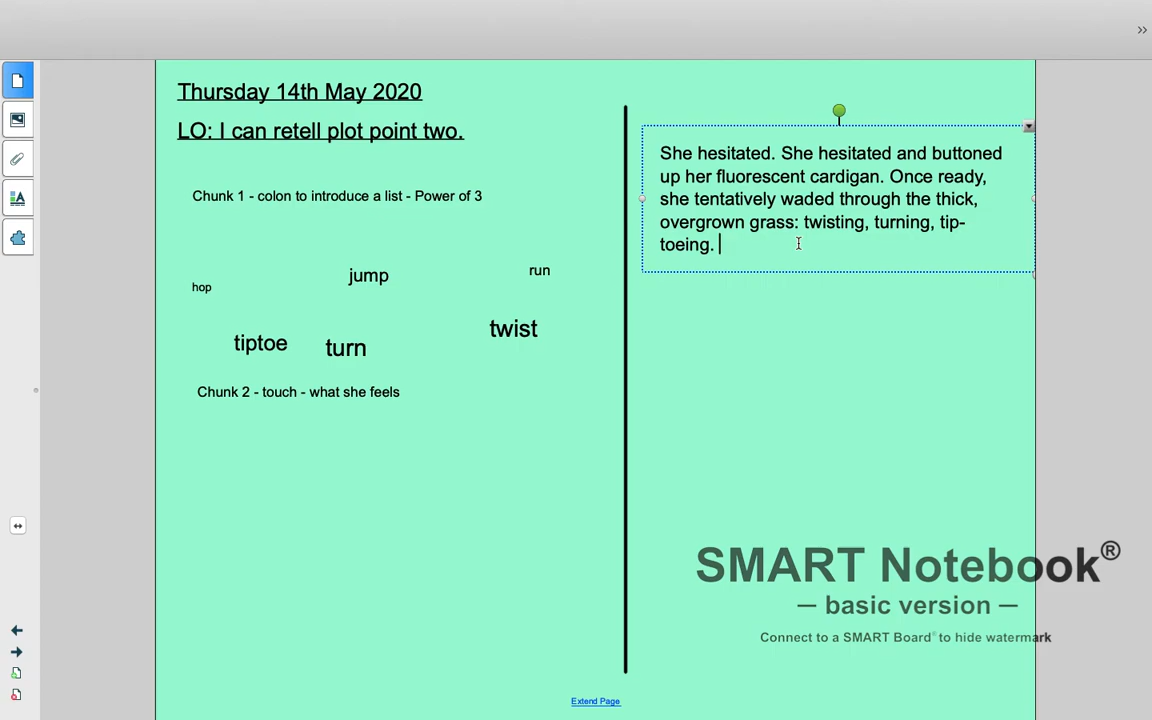 Thursday 14th May 2020
LO: I can retell plot point two.
Chunk 1 - colon to introduce a list - Power of 3
hop
jump
run
tiptoe
turn
twist
Chunk 2 - touch - what she feels
She hesitated. She hesitated and buttoned
up her fluorescent cardigan. Once ready,
she tentatively waded through the thick,
overgrown grass: twisting, turning, tip-
toeing.
SMART Notebook®
— basic version —
Connect to a SMART Board® to hide watermark
Extend Page